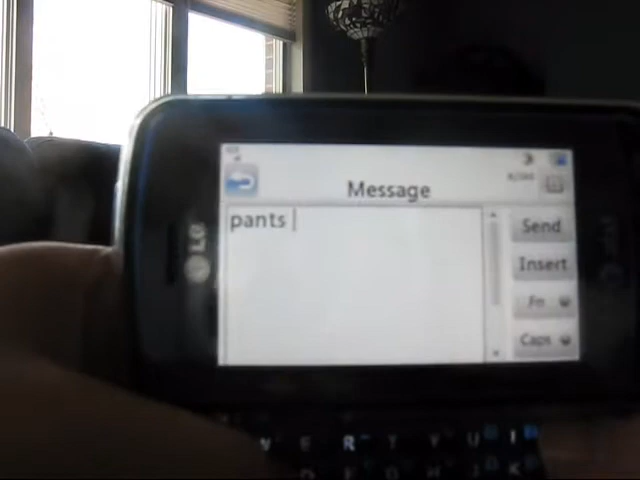 Message
pants
Send
Insert
Fn
Caps
LG
E R T Y U I